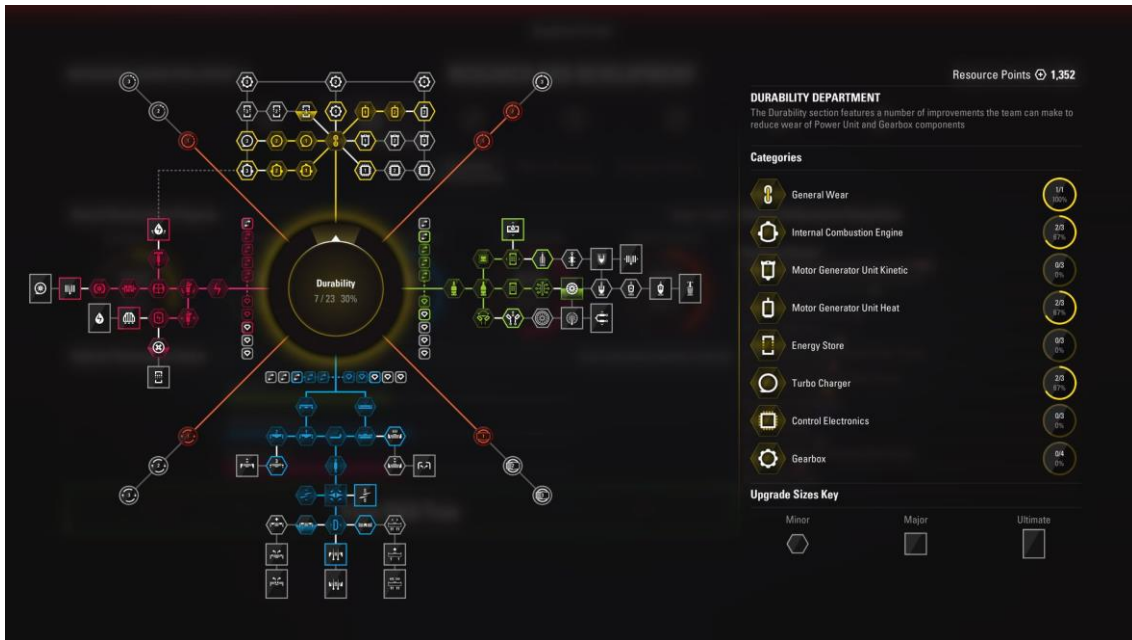 Resource Points 1,352
DURABILITY DEPARTMENT
The Durability section features a number of improvements the team can make to
reduce wear of Power Unit and Gearbox components
Categories
General Wear
1/1
100%
Internal Combustion Engine
2/3
67%
Motor Generator Unit Kinetic
0/3
0%
Motor Generator Unit Heat
2/3
67%
Energy Store
0/3
0%
Turbo Charger
2/3
67%
Control Electronics
0/3
0%
Gearbox
0/4
0%
Upgrade Sizes Key
Minor
Major
Ultimate
Durability
7 / 23 30%